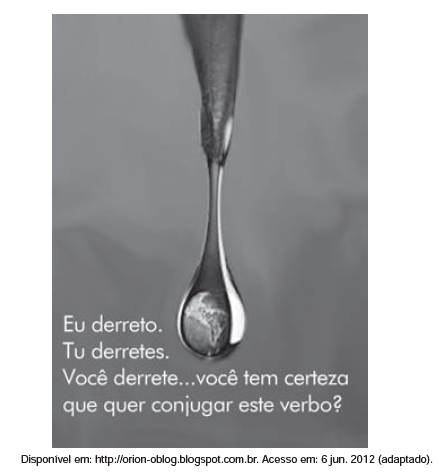 Eu derreto.
Tu derretes.
Você derrete...você tem certeza
que quer conjugar este verbo?
Disponível em: http://orion-oblog.blogspot.com.br. Acesso em: 6 jun. 2012 (adaptado).